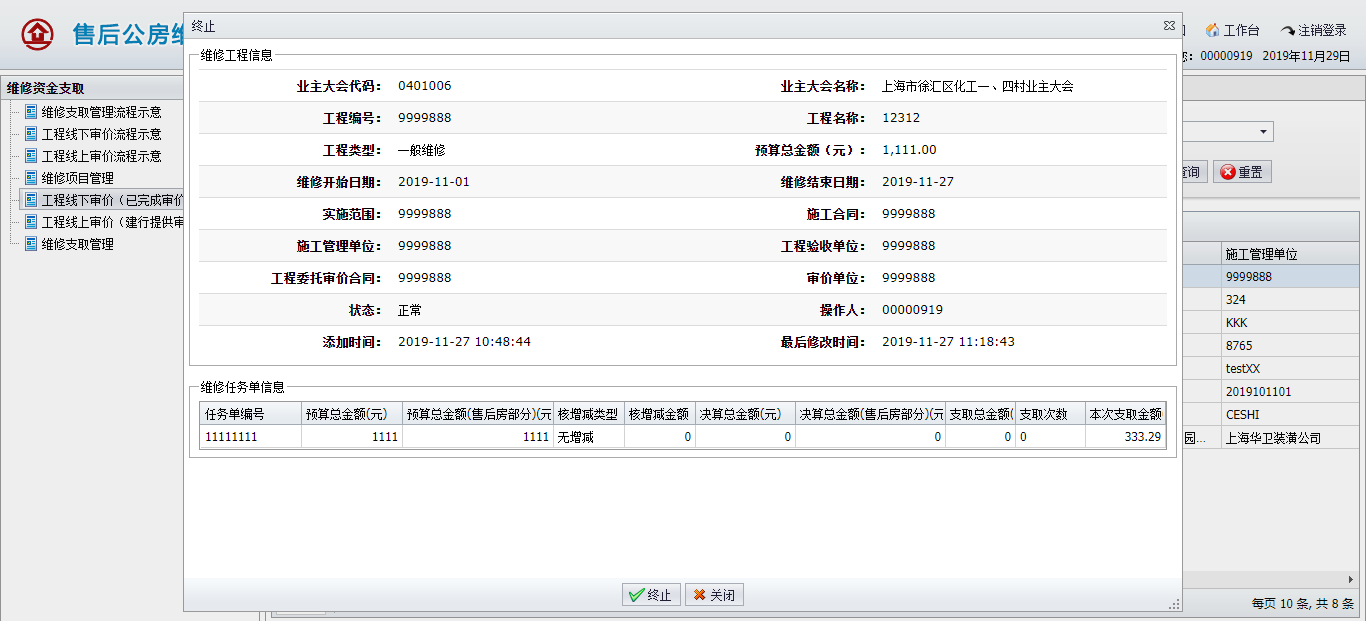 售后公房维
工作台 注销登录
00000919 2019年11月29日
维修资金支取
维修支取管理流程示意
工程线下审价流程示意
工程线上审价流程示意
维修项目管理
工程线下审价（已完成审价
工程线上审价（建行提供审
维修支取管理
终止
维修工程信息
业主大会代码： 0401006 业主大会名称： 上海市徐汇区化工一、四村业主大会
工程编号： 9999888 工程名称： 12312
工程类型： 一般维修 预算总金额（元）： 1,111.00
维修开始日期： 2019-11-01 维修结束日期： 2019-11-27
实施范围： 9999888 施工合同： 9999888
施工管理单位： 9999888 工程验收单位： 9999888
工程委托审价合同： 9999888 审价单位： 9999888
状态： 正常 操作人： 00000919
添加时间： 2019-11-27 10:48:44 最后修改时间： 2019-11-27 11:18:43
维修任务单信息
任务单编号 预算总金额(元) 预算总金额(售后房部分)(元 核增减类型 核增减金额 决算总金额(元) 决算总金额(售后房部分)(元 支取总金额( 支取次数 本次支取金额
11111111 1111 1111 无增减 0 0 0 0 0 333.29
终止 关闭
查询 重置
施工管理单位
9999888
324
KKK
8765
testXX
2019101101
CESHI
园... 上海华卫装潢公司
每页 10 条, 共 8 条